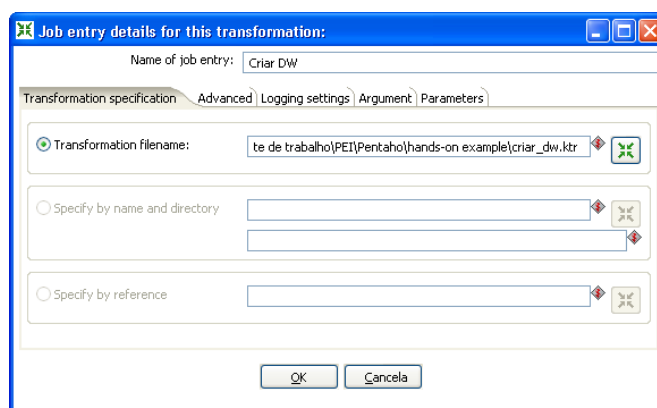 Job entry details for this transformation:
Name of job entry: Criar DW
Transformation specification Advanced Logging settings Argument Parameters
Transformation filename: te de trabalho\PEI\Pentaho\hands-on example\criar_dw.ktr
Specify by name and directory
Specify by reference
OK Cancela